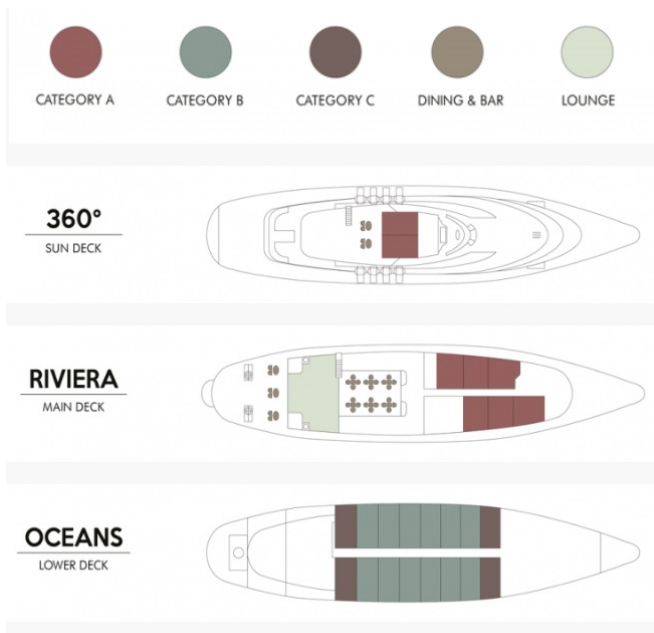 CATEGORY A
CATEGORY B
CATEGORY C
DINING & BAR
LOUNGE
360°
SUN DECK
RIVIERA
MAIN DECK
OCEANS
LOWER DECK